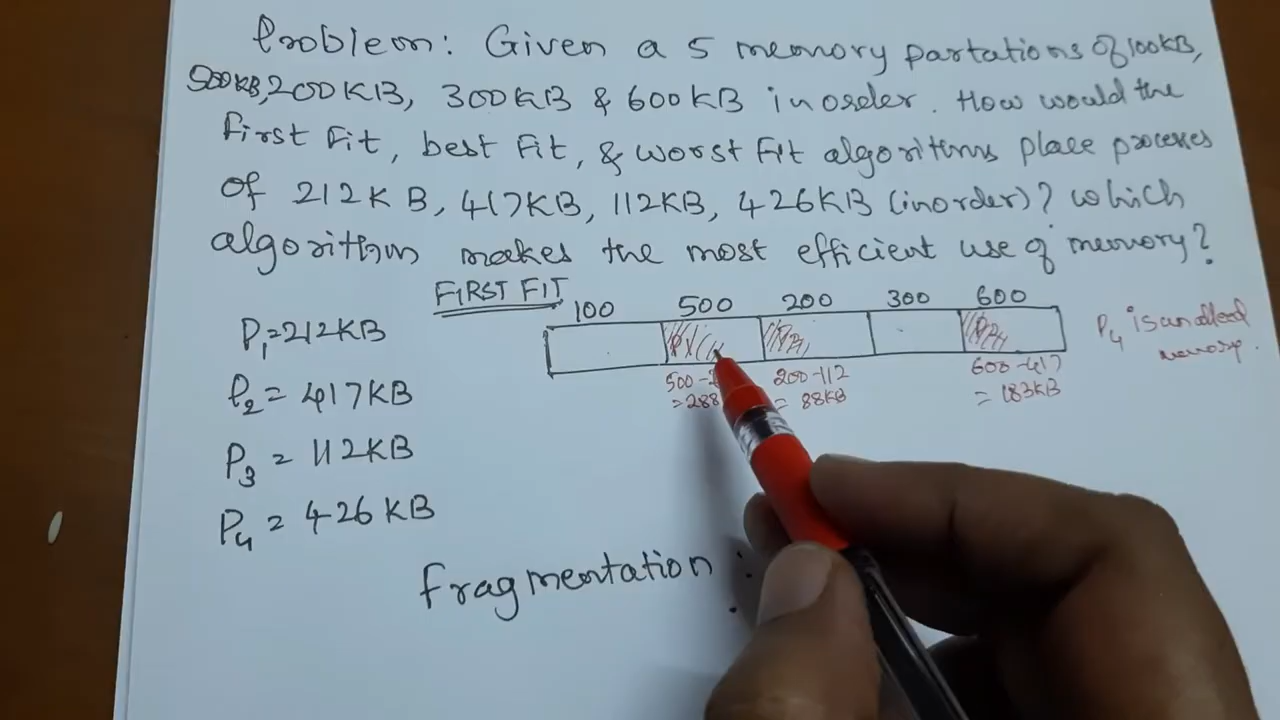 Problem: Given a 5 memory partations of 100KB,
500KB, 200KB, 300KB & 600KB inorder. How would the
first fit, best fit, & worst fit algorithms place processes
of 212KB, 417KB, 112KB, 426KB (inorder)? which
algorithm makes the most efficient use of memory?
FIRST FIT
100 500 200 300 600
P1=212KB
P2 = 417KB
P3 = 112KB
P4 = 426KB
500-
=288
200-112
= 88KB
600-417
= 183KB
P4 is
memory.
fragmentation :